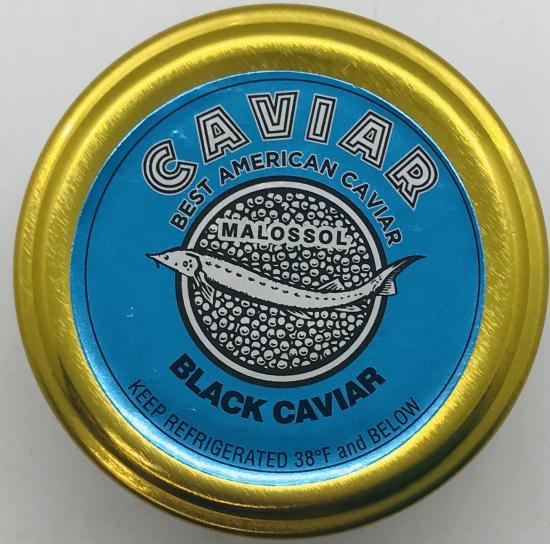 CAVIAR
BEST AMERICAN CAVIAR
MALOSSOL
BLACK CAVIAR
KEEP REFRIGERATED 38°F and BELOW